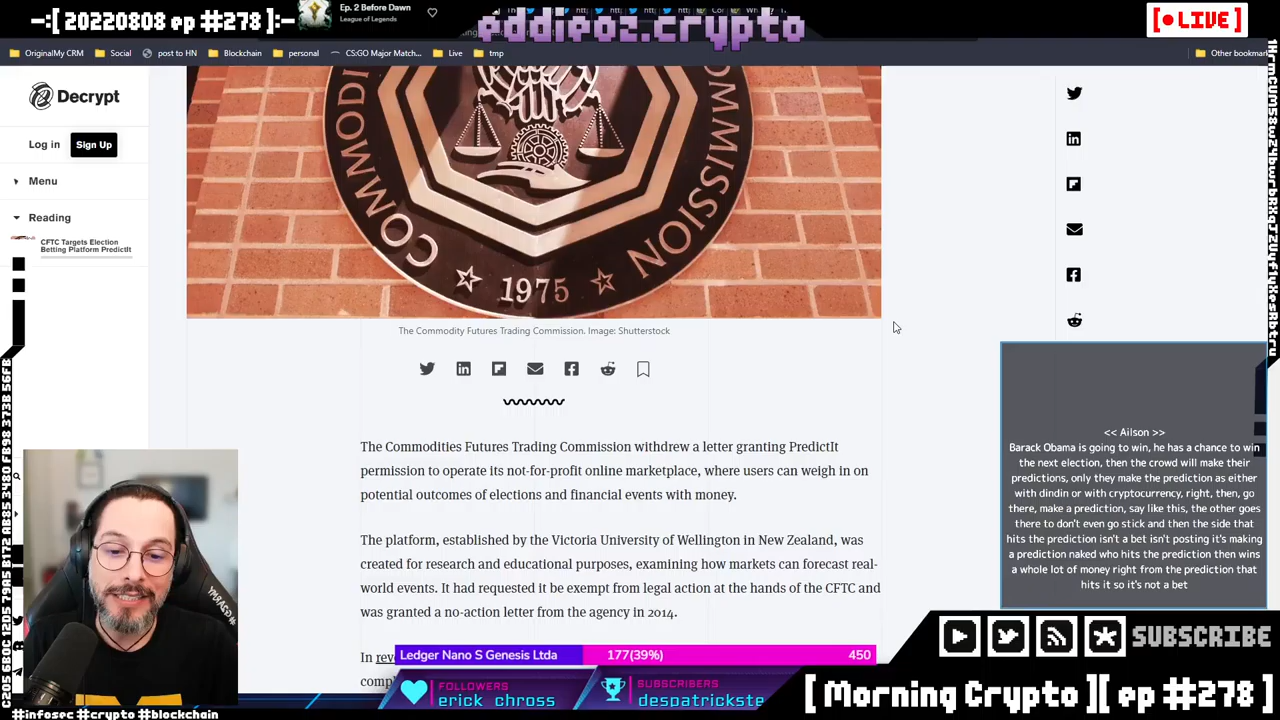 -:[ 20220808 ep #278 ]:-
Ep. 2 Before Dawn
League of Legends
eddieoz.crypto
[ • LIVE ]
OriginalMy CRM
Social
post to HN
Blockchain
personal
CS:GO Major Match...
Live
tmp
Other bookmar
Decrypt
Log in
Sign Up
Menu
Reading
CFTC Targets Election
Betting Platform PredictIt
COMMODI
OMMISSION
1975
The Commodity Futures Trading Commission. Image: Shutterstock
The Commodities Futures Trading Commission withdrew a letter granting PredictIt
permission to operate its not-for-profit online marketplace, where users can weigh in on
potential outcomes of elections and financial events with money.
The platform, established by the Victoria University of Wellington in New Zealand, was
created for research and educational purposes, examining how markets can forecast real-
world events. It had requested it be exempt from legal action at the hands of the CFTC and
was granted a no-action letter from the agency in 2014.
In rev
comp
<< Ailson >>
Barack Obama is going to win, he has a chance to win
the next election, then the crowd will make their
predictions, only they make the prediction as either
with dindin or with cryptocurrency, right, then, go
there, make a prediction, say like this, the other goes
there to don't even go stick and then the side that
hits the prediction isn't a bet isn't posting it's making
a prediction naked who hits the prediction then wins
a whole lot of money right from the prediction that
hits it so it's not a bet
Ledger Nano S Genesis Ltda
177(39%)
450
FOLLOWERS
erick_chross
SUBSCRIBERS
despatrickste
SUBSCRIBE
[ Morning Crypto ][ ep #278 ]
#infosec #crypto #blockchain